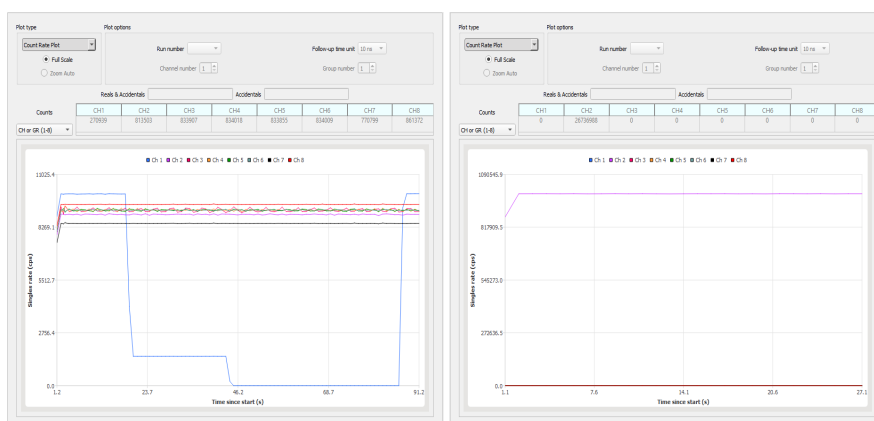 Plot type
Plot options
Count Rate Plot
Run number
Follow-up time unit 10 ns
Full Scale
Channel number 1
Group number 1
Zoom Auto
Reals & Accidentals
Accidentals
Counts
CH1 CH2 CH3 CH4 CH5 CH6 CH7 CH8
270939 813503 833907 834018 833855 834009 770799 861372
CH or GR (1-8)
Ch 1 Ch 2 Ch 3 Ch 4 Ch 5 Ch 6 Ch 7 Ch 8
11025.4
8269.1
5512.7
2756.4
0.0
Singles rate (cps)
1.2 23.7 46.2 68.7 91.2
Time since start (s)
Plot type
Plot options
Count Rate Plot
Run number
Follow-up time unit 10 ns
Full Scale
Channel number 1
Group number 1
Zoom Auto
Reals & Accidentals
Accidentals
Counts
CH1 CH2 CH3 CH4 CH5 CH6 CH7 CH8
0 26736988 0 0 0 0 0 0
CH or GR (1-8)
Ch 1 Ch 2 Ch 3 Ch 4 Ch 5 Ch 6 Ch 7 Ch 8
1090545.9
817909.5
545273.0
272636.5
0.0
Singles rate (cps)
1.1 7.6 14.1 20.6 27.1
Time since start (s)